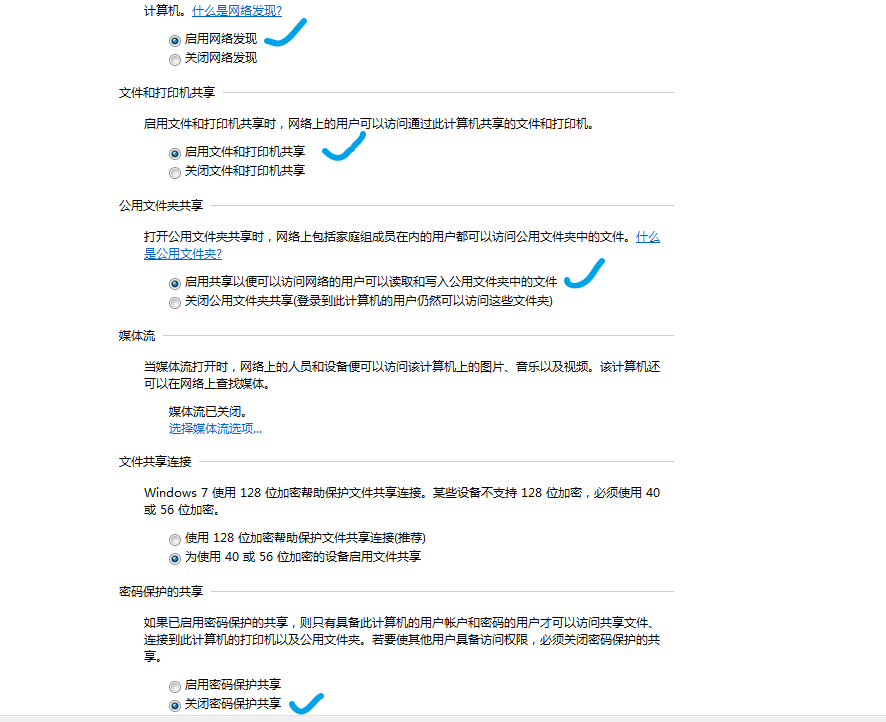 计算机。 什么是网络发现?
启用网络发现
关闭网络发现
文件和打印机共享
启用文件和打印机共享时，网络上的用户可以访问通过此计算机共享的文件和打印机。
启用文件和打印机共享
关闭文件和打印机共享
公用文件夹共享
打开公用文件夹共享时，网络上包括家庭组成员在内的用户都可以访问公用文件夹中的文件。什么
是公用文件夹?
启用共享以便可以访问网络的用户可以读取和写入公用文件夹中的文件
关闭公用文件夹共享(登录到此计算机的用户仍然可以访问这些文件夹)
媒体流
当媒体流打开时，网络上的人员和设备便可以访问该计算机上的图片、音乐以及视频。该计算机还
可以在网络上查找媒体。
媒体流已关闭。
选择媒体流选项...
文件共享连接
Windows 7 使用 128 位加密帮助保护文件共享连接。某些设备不支持 128 位加密，必须使用 40
或 56 位加密。
使用 128 位加密帮助保护文件共享连接(推荐)
为使用 40 或 56 位加密的设备启用文件共享
密码保护的共享
如果已启用密码保护的共享，则只有具备此计算机的用户帐户和密码的用户才可以访问共享文件、
连接到此计算机的打印机以及公用文件夹。若要使其他用户具备访问权限，必须关闭密码保护的共
享。
启用密码保护共享
关闭密码保护共享